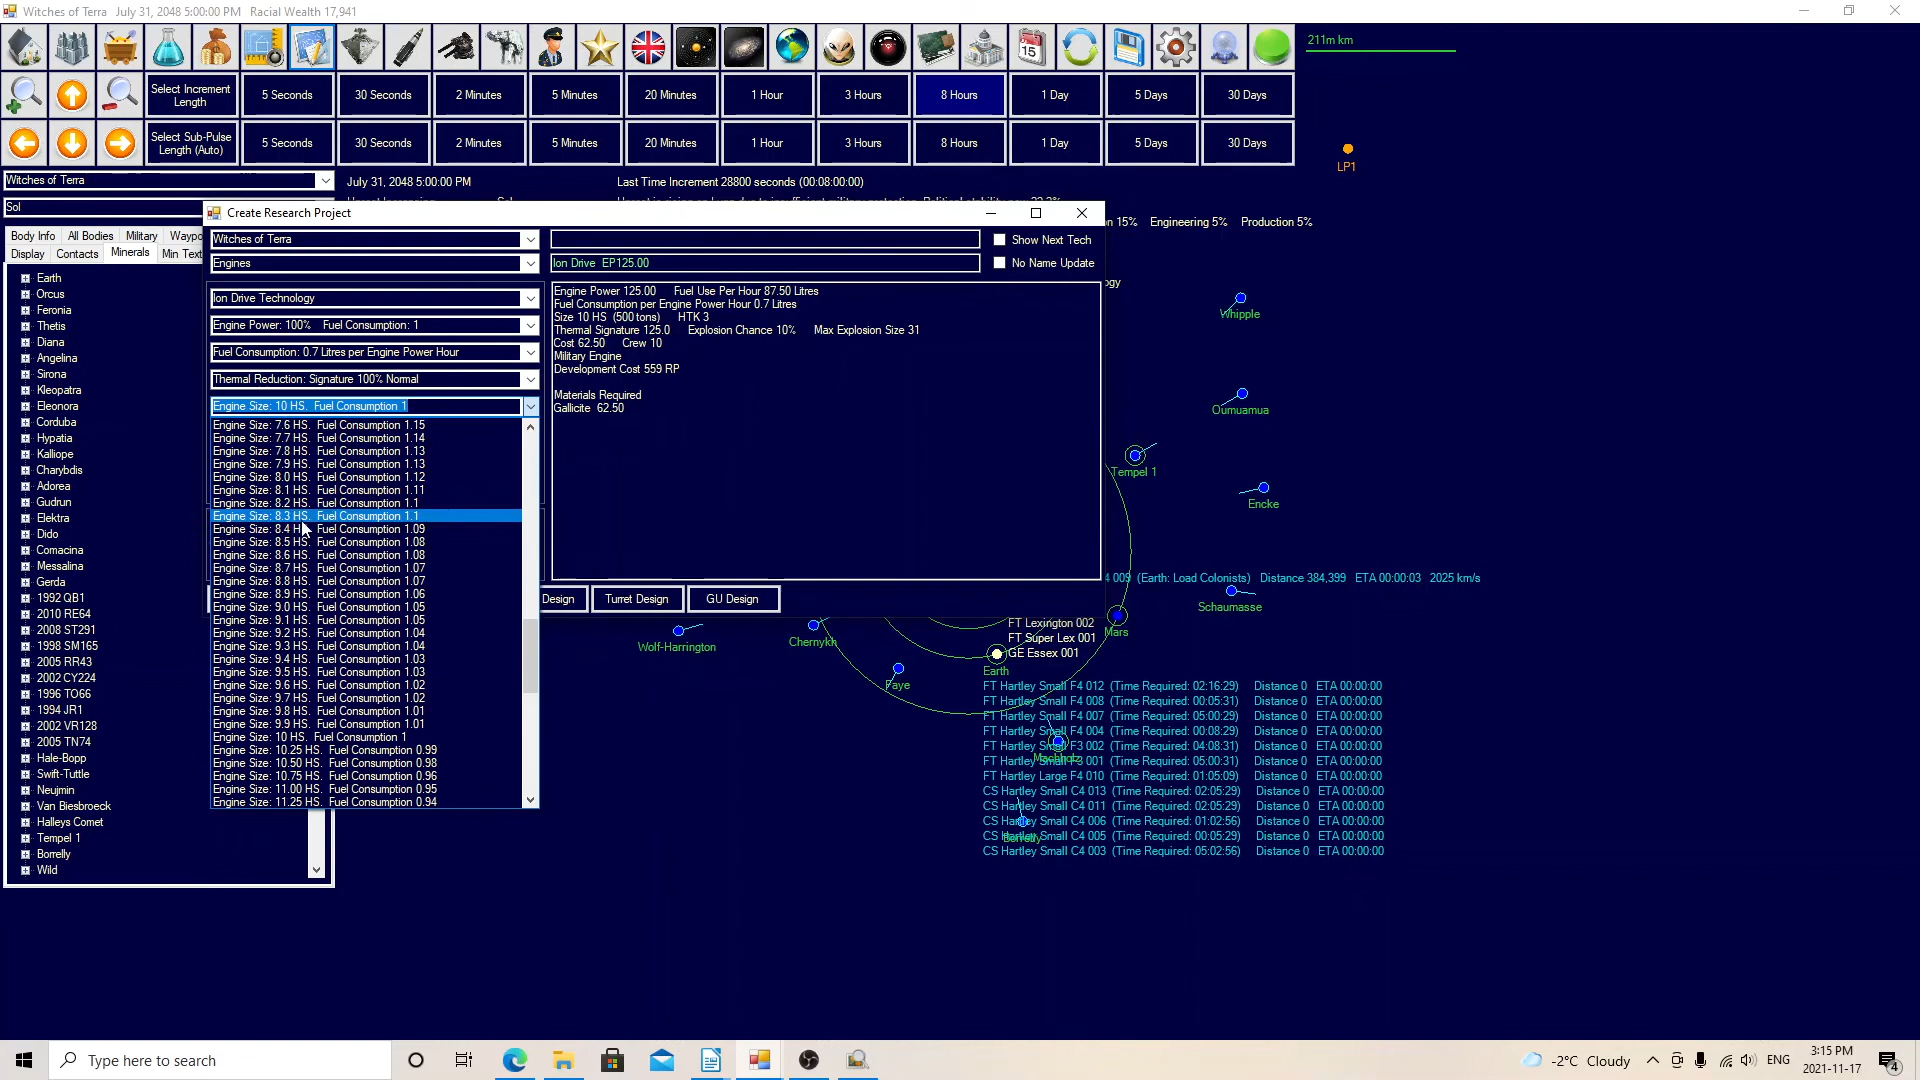 Witches of Terra   July 31, 2048 5:00:00 PM   Racial Wealth 17,941
15
211m km
Select Increment Length
5 Seconds
30 Seconds
2 Minutes
5 Minutes
20 Minutes
1 Hour
3 Hours
8 Hours
1 Day
5 Days
30 Days
Select Sub-Pulse Length (Auto)
5 Seconds
30 Seconds
2 Minutes
5 Minutes
20 Minutes
1 Hour
3 Hours
8 Hours
1 Day
5 Days
30 Days
LP1
Witches of Terra
July 31, 2048 5:00:00 PM
Last Time Increment 28800 seconds (00:08:00:00)
Sol
15%   Engineering 5%   Production 5%
Body Info
All Bodies
Military
Waypo
Display
Contacts
Minerals
Min Text
Earth
Orcus
Feronia
Thetis
Diana
Angelina
Sirona
Kleopatra
Eleonora
Corduba
Hypatia
Kalliope
Charybdis
Adorea
Gudrun
Elektra
Dido
Comacina
Messalina
Gerda
1992 QB1
2010 RE64
2008 ST291
1998 SM165
2005 RR43
2002 CY224
1996 TO66
1994 JR1
2002 VR128
2005 TN74
Hale-Bopp
Swift-Tuttle
Neujmin
Van Biesbroeck
Halleys Comet
Tempel 1
Borrelly
Wild
Create Research Project
Witches of Terra
Show Next Tech
Engines
Ion Drive  EP125.00
No Name Update
Ion Drive Technology
Engine Power: 100%    Fuel Consumption: 1
Fuel Consumption: 0.7 Litres per Engine Power Hour
Thermal Reduction: Signature 100% Normal
Engine Size: 10 HS.  Fuel Consumption 1
Engine Size: 7.6 HS.  Fuel Consumption 1.15
Engine Size: 7.7 HS.  Fuel Consumption 1.14
Engine Size: 7.8 HS.  Fuel Consumption 1.13
Engine Size: 7.9 HS.  Fuel Consumption 1.13
Engine Size: 8.0 HS.  Fuel Consumption 1.12
Engine Size: 8.1 HS.  Fuel Consumption 1.11
Engine Size: 8.2 HS.  Fuel Consumption 1.1
Engine Size: 8.3 HS.  Fuel Consumption 1.1
Engine Size: 8.4 HS.  Fuel Consumption 1.09
Engine Size: 8.5 HS.  Fuel Consumption 1.08
Engine Size: 8.6 HS.  Fuel Consumption 1.08
Engine Size: 8.7 HS.  Fuel Consumption 1.07
Engine Size: 8.8 HS.  Fuel Consumption 1.07
Engine Size: 8.9 HS.  Fuel Consumption 1.06
Engine Size: 9.0 HS.  Fuel Consumption 1.05
Engine Size: 9.1 HS.  Fuel Consumption 1.05
Engine Size: 9.2 HS.  Fuel Consumption 1.04
Engine Size: 9.3 HS.  Fuel Consumption 1.04
Engine Size: 9.4 HS.  Fuel Consumption 1.03
Engine Size: 9.5 HS.  Fuel Consumption 1.03
Engine Size: 9.6 HS.  Fuel Consumption 1.02
Engine Size: 9.7 HS.  Fuel Consumption 1.02
Engine Size: 9.8 HS.  Fuel Consumption 1.01
Engine Size: 9.9 HS.  Fuel Consumption 1.01
Engine Size: 10 HS.  Fuel Consumption 1
Engine Size: 10.25 HS.  Fuel Consumption 0.99
Engine Size: 10.50 HS.  Fuel Consumption 0.98
Engine Size: 10.75 HS.  Fuel Consumption 0.96
Engine Size: 11.00 HS.  Fuel Consumption 0.95
Engine Size: 11.25 HS.  Fuel Consumption 0.94
Engine Power 125.00      Fuel Use Per Hour 87.50 Litres
Fuel Consumption per Engine Power Hour 0.7 Litres
Size 10 HS  (500 tons)      HTK 3
Thermal Signature 125.0      Explosion Chance 10%      Max Explosion Size 31
Cost 62.50     Crew 10
Military Engine
Development Cost 559 RP
Materials Required
Gallicite  62.50
Design
Turret Design
GU Design
ogy
Whipple
Oumuamua
Tempel 1
Encke
009  (Earth: Load Colonists)   Distance 384,399   ETA 00:00:03   2025 km/s
Schaumasse
Mars
Wolf-Harrington
Chernykh
FT Lexington 002
FT Super Lex 001
GE Essex 001
Earth
Faye
FT Hartley Small F4 012  (Time Required: 02:16:29)     Distance 0   ETA 00:00:00
FT Hartley Small F4 008  (Time Required: 00:05:31)     Distance 0   ETA 00:00:00
FT Hartley Small F4 007  (Time Required: 05:00:29)     Distance 0   ETA 00:00:00
FT Hartley Small F4 004  (Time Required: 00:08:29)     Distance 0   ETA 00:00:00
FT Hartley Small F3 002  (Time Required: 04:08:31)     Distance 0   ETA 00:00:00
FT Hartley Small F3 001  (Time Required: 05:00:31)     Distance 0   ETA 00:00:00
Machholz
FT Hartley Large F4 010  (Time Required: 01:05:09)     Distance 0   ETA 00:00:00
CS Hartley Small C4 013  (Time Required: 02:05:29)     Distance 0   ETA 00:00:00
CS Hartley Small C4 011  (Time Required: 02:05:29)     Distance 0   ETA 00:00:00
CS Hartley Small C4 006  (Time Required: 01:02:56)     Distance 0   ETA 00:00:00
CS Hartley Small C4 005  (Time Required: 00:05:29)     Distance 0   ETA 00:00:00
Borrelly
CS Hartley Small C4 003  (Time Required: 05:02:56)     Distance 0   ETA 00:00:00
Type here to search
-2°C  Cloudy
ENG
3:15 PM
2021-11-17
4